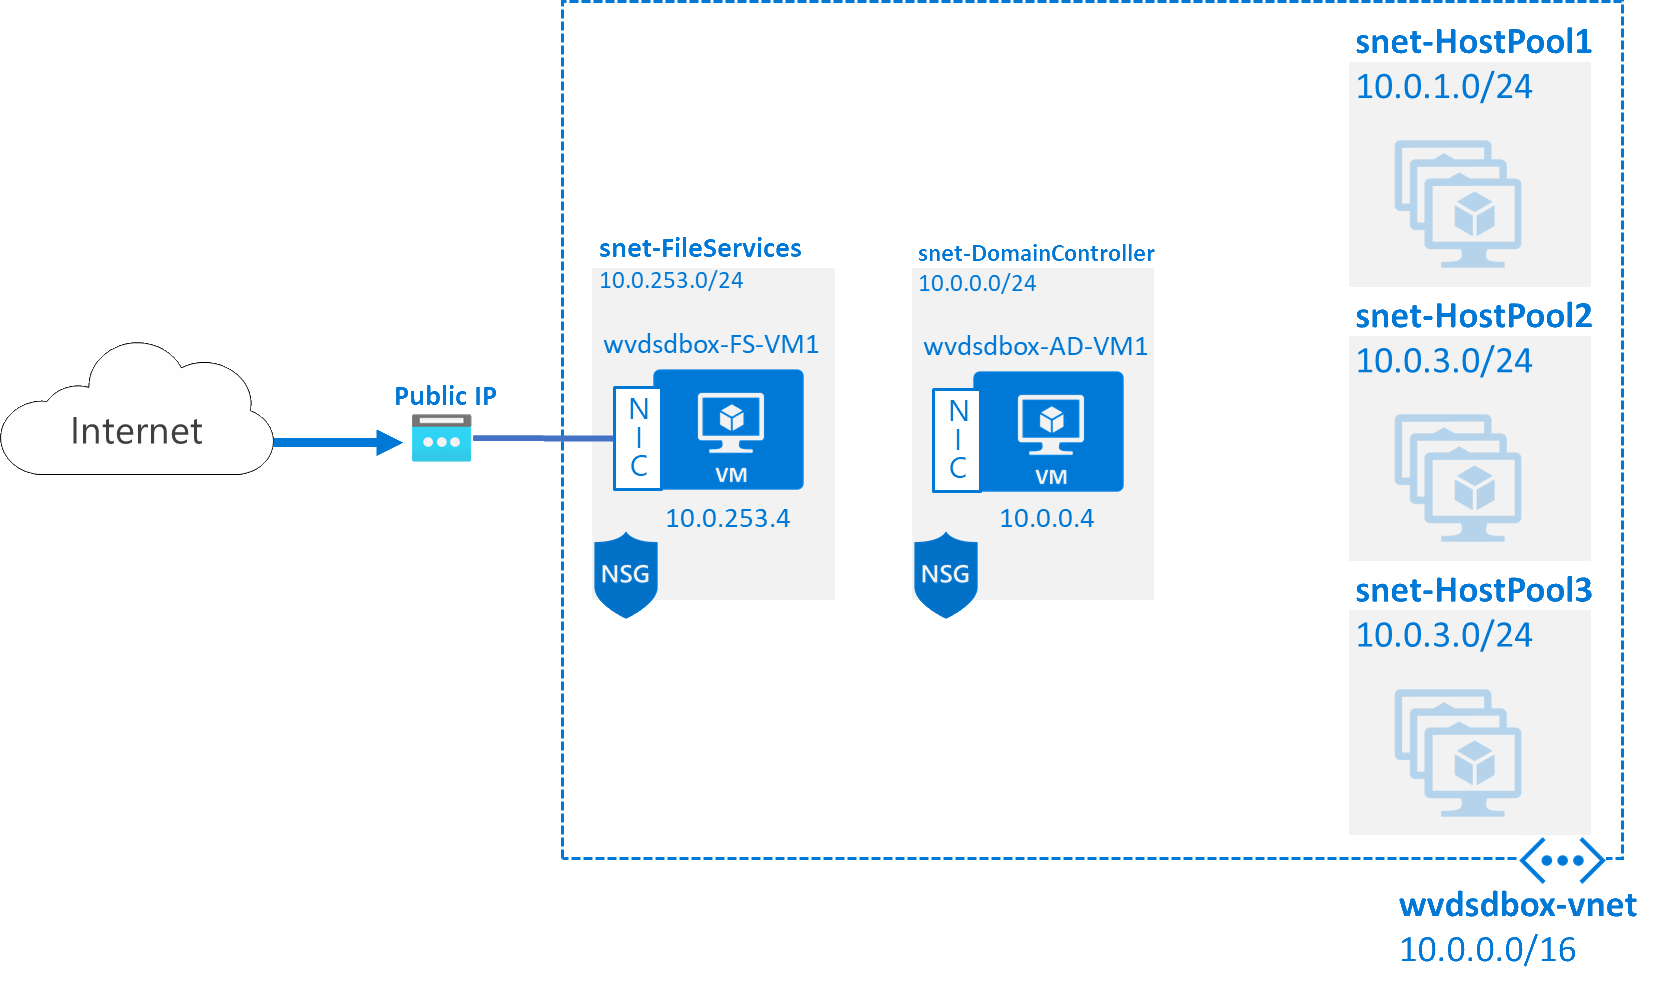 Internet
Public IP
snet-FileServices
10.0.253.0/24
wvdsdbox-FS-VM1
N
I
C
VM
10.0.253.4
NSG
snet-DomainController
10.0.0.0/24
wvdsdbox-AD-VM1
N
I
C
VM
10.0.0.4
NSG
snet-HostPool1
10.0.1.0/24
snet-HostPool2
10.0.3.0/24
snet-HostPool3
10.0.3.0/24
wvdsdbox-vnet
10.0.0.0/16